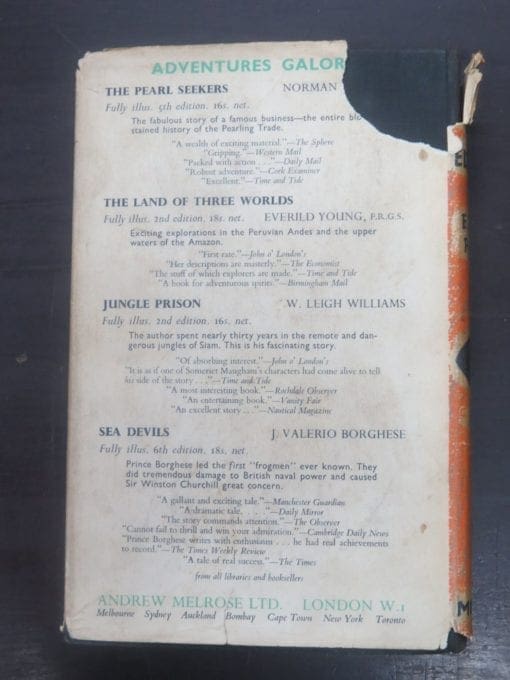 ADVENTURES GALOR
THE PEARL SEEKERS NORMAN
Fully illus. 5th edition. 16s. net.
The fabulous story of a famous business—the entire blo
stained history of the Pearling Trade.
"A wealth of exciting material."—The Sphere
"Gripping."—Western Mail
"Packed with action . . ."—Daily Mail
"Robust adventure."—Cork Examiner
"Excellent."—Time and Tide
THE LAND OF THREE WORLDS
Fully illus. 2nd edition. 18s. net. EVERILD YOUNG, F.R.G.S.
Exciting explorations in the Peruvian Andes and the upper
waters of the Amazon.
"First rate."—John o' London's
"Her descriptions are masterly."—The Economist
"The stuff of which explorers are made."—Time and Tide
"A book for adventurous spirits."—Birmingham Mail
JUNGLE PRISON W. LEIGH WILLIAMS
Fully illus. 2nd edition. 16s. net.
The author spent nearly thirty years in the remote and dan-
gerous jungles of Siam. This is his fascinating story.
"Of absorbing interest."—John o' London's
"It is as if one of Somerset Maugham's characters had come alive to tell
his side of the story . . ."—Time and Tide
"A most interesting book."—Rochdale Observer
"An entertaining book."—Vanity Fair
"An excellent story . . ."—Nautical Magazine
SEA DEVILS J. VALERIO BORGHESE
Fully illus. 6th edition. 18s. net.
Prince Borghese led the first "frogmen" ever known. They
did tremendous damage to British naval power and caused
Sir Winston Churchill great concern.
"A gallant and exciting tale."—Manchester Guardian
"A dramatic tale. . . . ."—Daily Mirror
"The story commands attention."—The Observer
"Cannot fail to thrill and win your admiration."—Cambridge Daily News
"Prince Borghese writes with enthusiasm . . . he had real achievements
to record."—The Times Weekly Review
"A tale of real success."—The Times
from all libraries and booksellers
ANDREW MELROSE LTD. LONDON W.1
Melbourne Sydney Auckland Bombay Cape Town New York Toronto